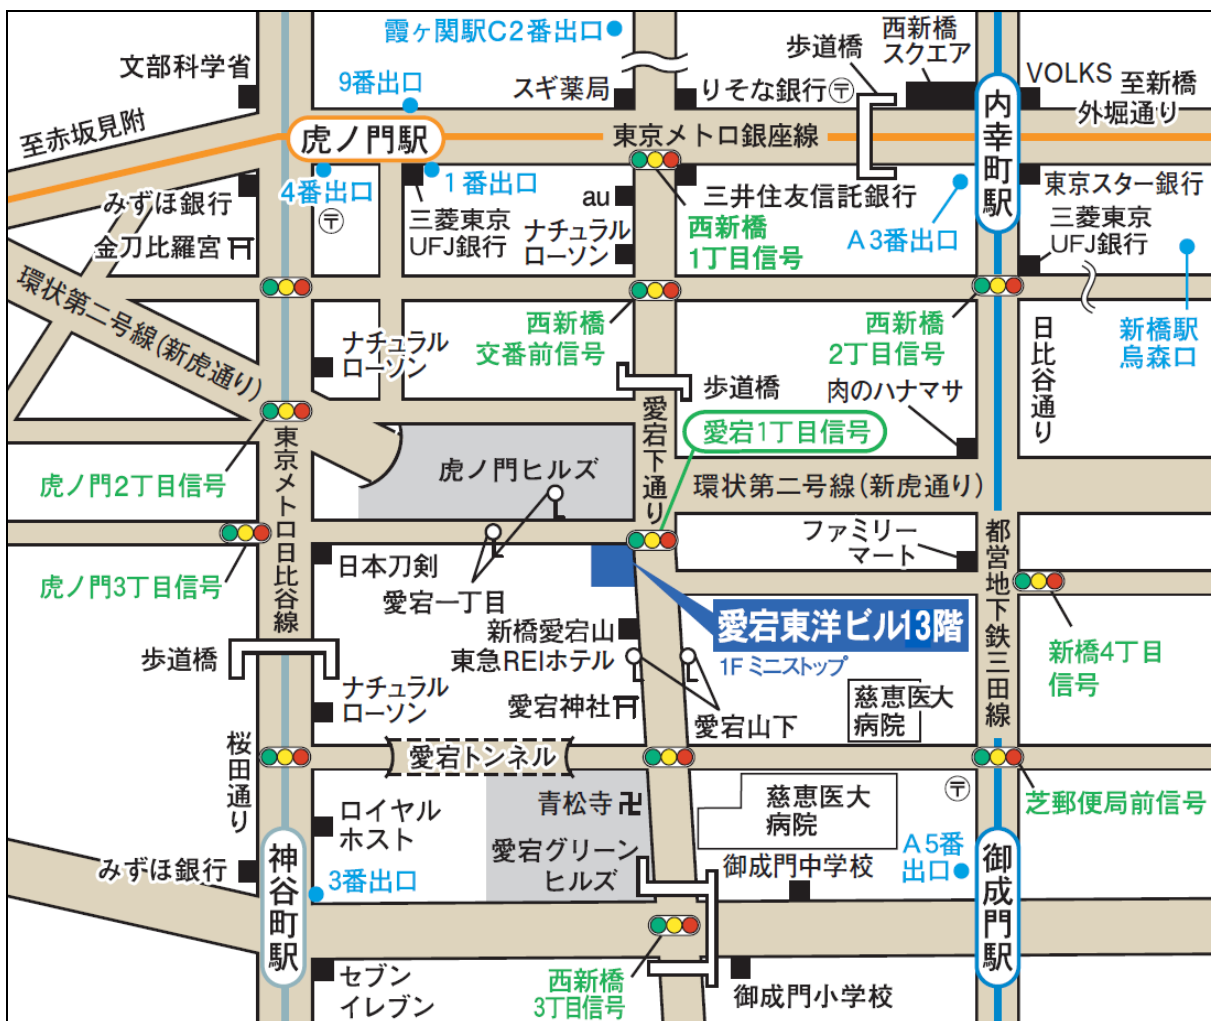 霞ヶ関駅C2番出口
歩道橋
西新橋
スクエア
文部科学省
9番出口
スギ薬局
りそな銀行〒
VOLKS
至新橋
外堀通り
至赤坂見附
虎ノ門駅
東京メトロ銀座線
内幸町駅
みずほ銀行
4番出口
〒
1番出口
三菱東京
UFJ銀行
au
ナチュラル
ローソン
三井住友信託銀行
西新橋
1丁目信号
A3番出口
東京スター銀行
三菱東京
UFJ銀行
金刀比羅宮
環状第二号線(新虎通り)
西新橋
交番前信号
西新橋
2丁目信号
日比谷通り
新橋駅
烏森口
ナチュラル
ローソン
歩道橋
肉のハナマサ
愛宕下通り
愛宕1丁目信号
虎ノ門2丁目信号
東京メトロ日比谷線
虎ノ門ヒルズ
環状第二号線(新虎通り)
虎ノ門3丁目信号
日本刀剣
愛宕一丁目
ファミリー
マート
都営地下鉄三田線
愛宕東洋ビル13階
1F ミニストップ
新橋愛宕山
東急REIホテル
歩道橋
新橋4丁目
信号
ナチュラル
ローソン
愛宕神社
愛宕山下
慈恵医大
病院
桜田通り
愛宕トンネル
〒
芝郵便局前信号
ロイヤル
ホスト
青松寺卍
慈恵医大
病院
愛宕グリーン
ヒルズ
みずほ銀行
神谷町駅
3番出口
御成門中学校
A5番
出口
御成門駅
セブン
イレブン
西新橋
3丁目信号
御成門小学校